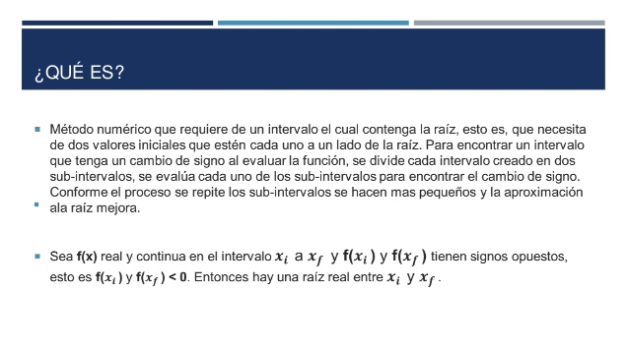 ¿QUÉ ES?
Método numérico que requiere de un intervalo el cual contenga la raíz, esto es, que necesita
de dos valores iniciales que estén cada uno a un lado de la raíz. Para encontrar un intervalo
que tenga un cambio de signo al evaluar la función, se divide cada intervalo creado en dos
sub-intervalos, se evalúa cada uno de los sub-intervalos para encontrar el cambio de signo.
Conforme el proceso se repite los sub-intervalos se hacen mas pequeños y la aproximación
ala raíz mejora.
Sea f(x) real y continua en el intervalo xᵢ a x_f y f(xᵢ) y f(x_f) tienen signos opuestos,
esto es f(xᵢ) y f(x_f) < 0. Entonces hay una raíz real entre xᵢ y x_f.